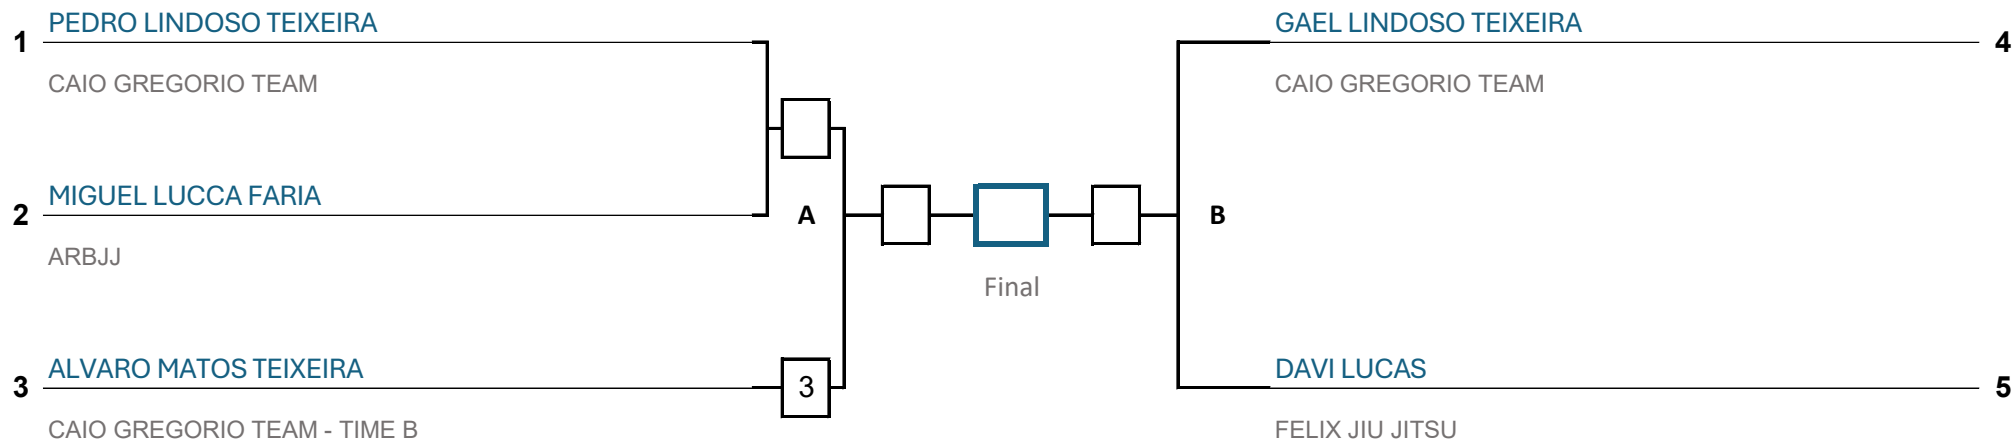 1
PEDRO LINDOSO TEIXEIRA
CAIO GREGORIO TEAM
2
MIGUEL LUCCA FARIA
ARBJJ
3
ALVARO MATOS TEIXEIRA
3
CAIO GREGORIO TEAM - TIME B
A
Final
B
GAEL LINDOSO TEIXEIRA
4
CAIO GREGORIO TEAM
DAVI LUCAS
5
FELIX JIU JITSU